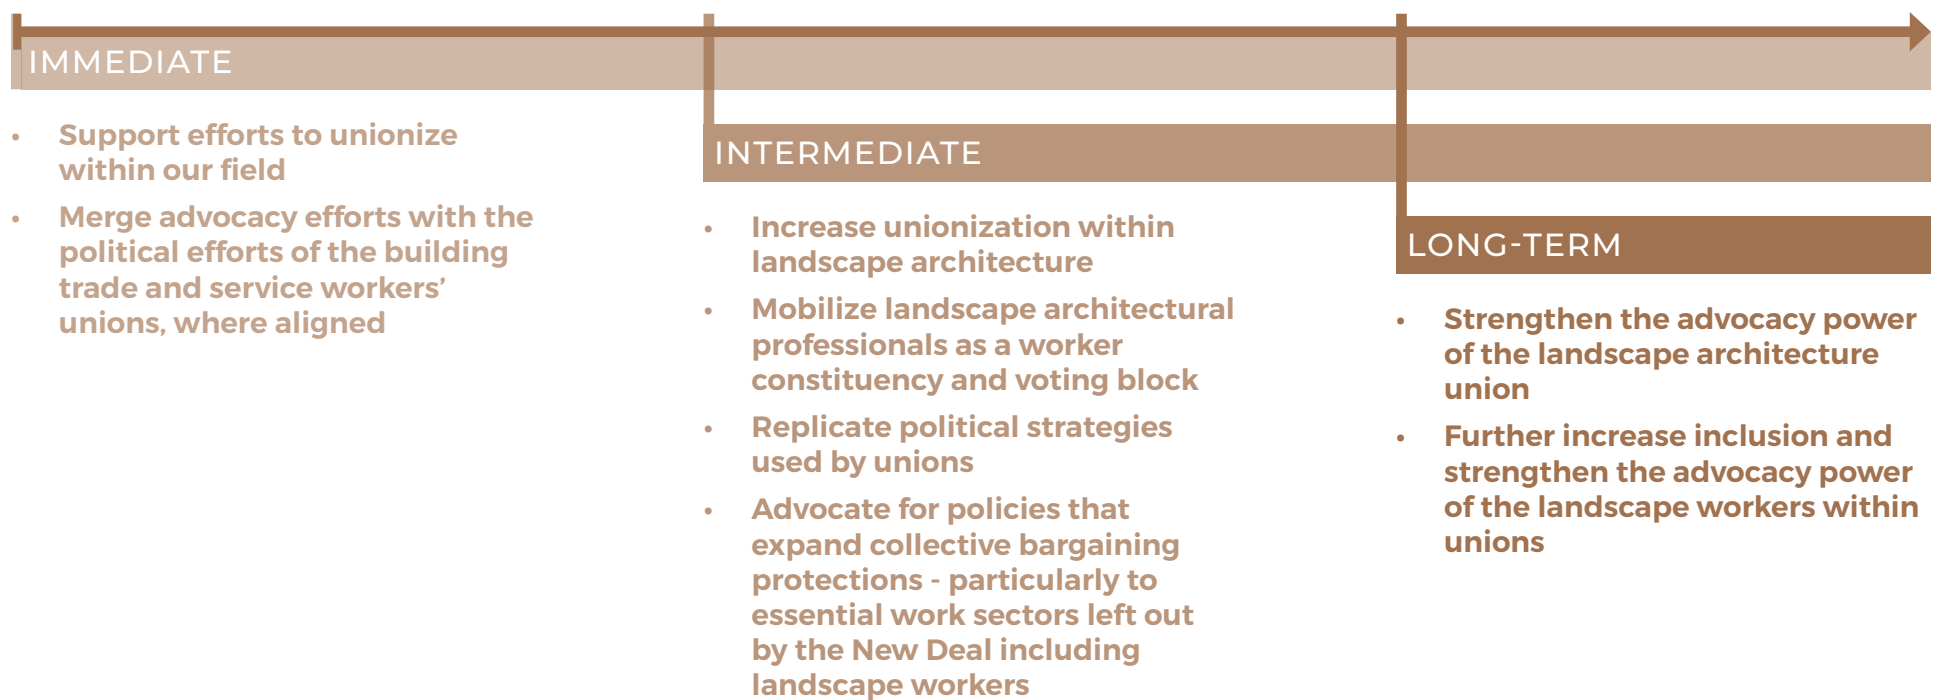 IMMEDIATE
• Support efforts to unionize
within our field
• Merge advocacy efforts with the
political efforts of the building
trade and service workers’
unions, where aligned
INTERMEDIATE
• Increase unionization within
landscape architecture
• Mobilize landscape architectural
professionals as a worker
constituency and voting block
• Replicate political strategies
used by unions
• Advocate for policies that
expand collective bargaining
protections - particularly to
essential work sectors left out
by the New Deal including
landscape workers
LONG-TERM
• Strengthen the advocacy power
of the landscape architecture
union
• Further increase inclusion and
strengthen the advocacy power
of the landscape workers within
unions